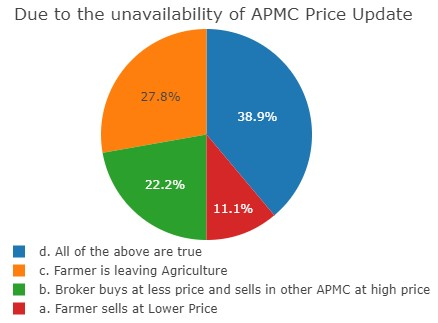 Due to the unavailability of APMC Price Update
27.8%
38.9%
22.2%
11.1%
d. All of the above are true
c. Farmer is leaving Agriculture
b. Broker buys at less price and sells in other APMC at high price
a. Farmer sells at Lower Price